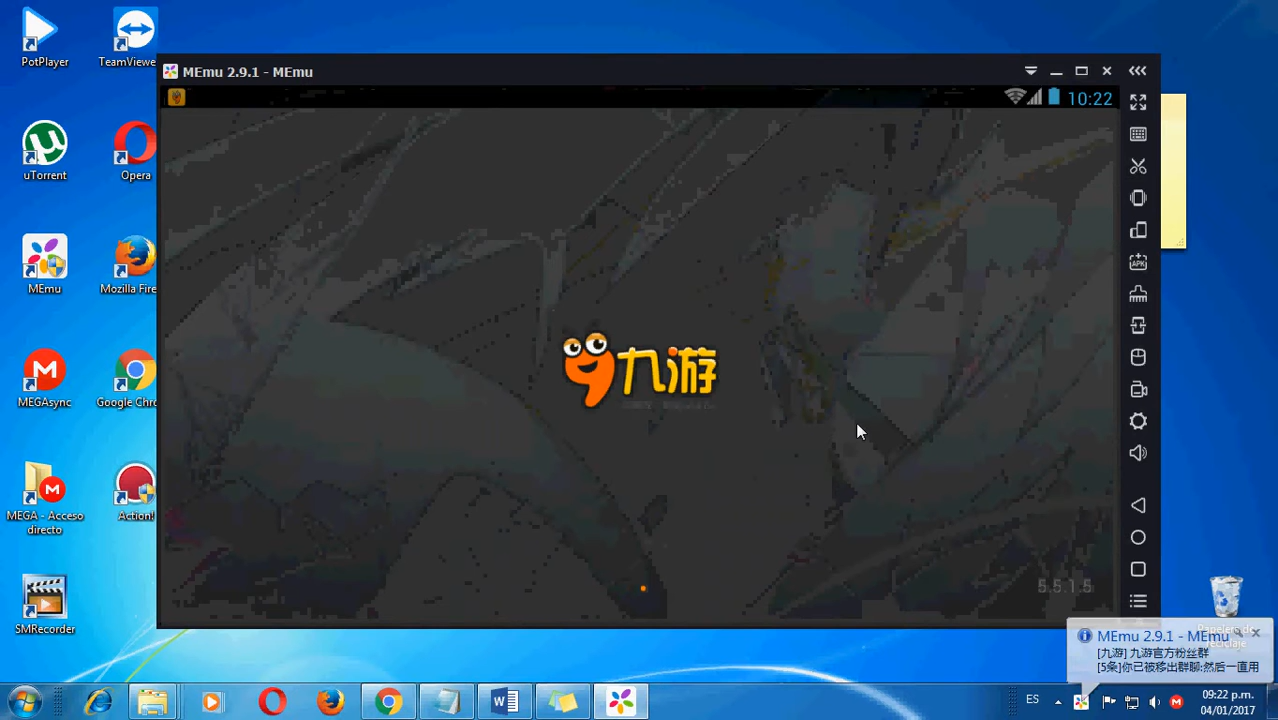 PotPlayer
TeamViewe
MEmu 2.9.1 - MEmu
10:22
uTorrent
Opera
APK
MEmu
Mozilla Fire
九游
MEGAsync
Google Chro
MEGA - Acceso
directo
Action!
5.5.1.5
SMRecorder
MEmu 2.9.1 - MEmu
[九游] 九游官方粉丝群
[5条]你已被移出群聊:然后一直用
ES
09:22 p.m.
04/01/2017